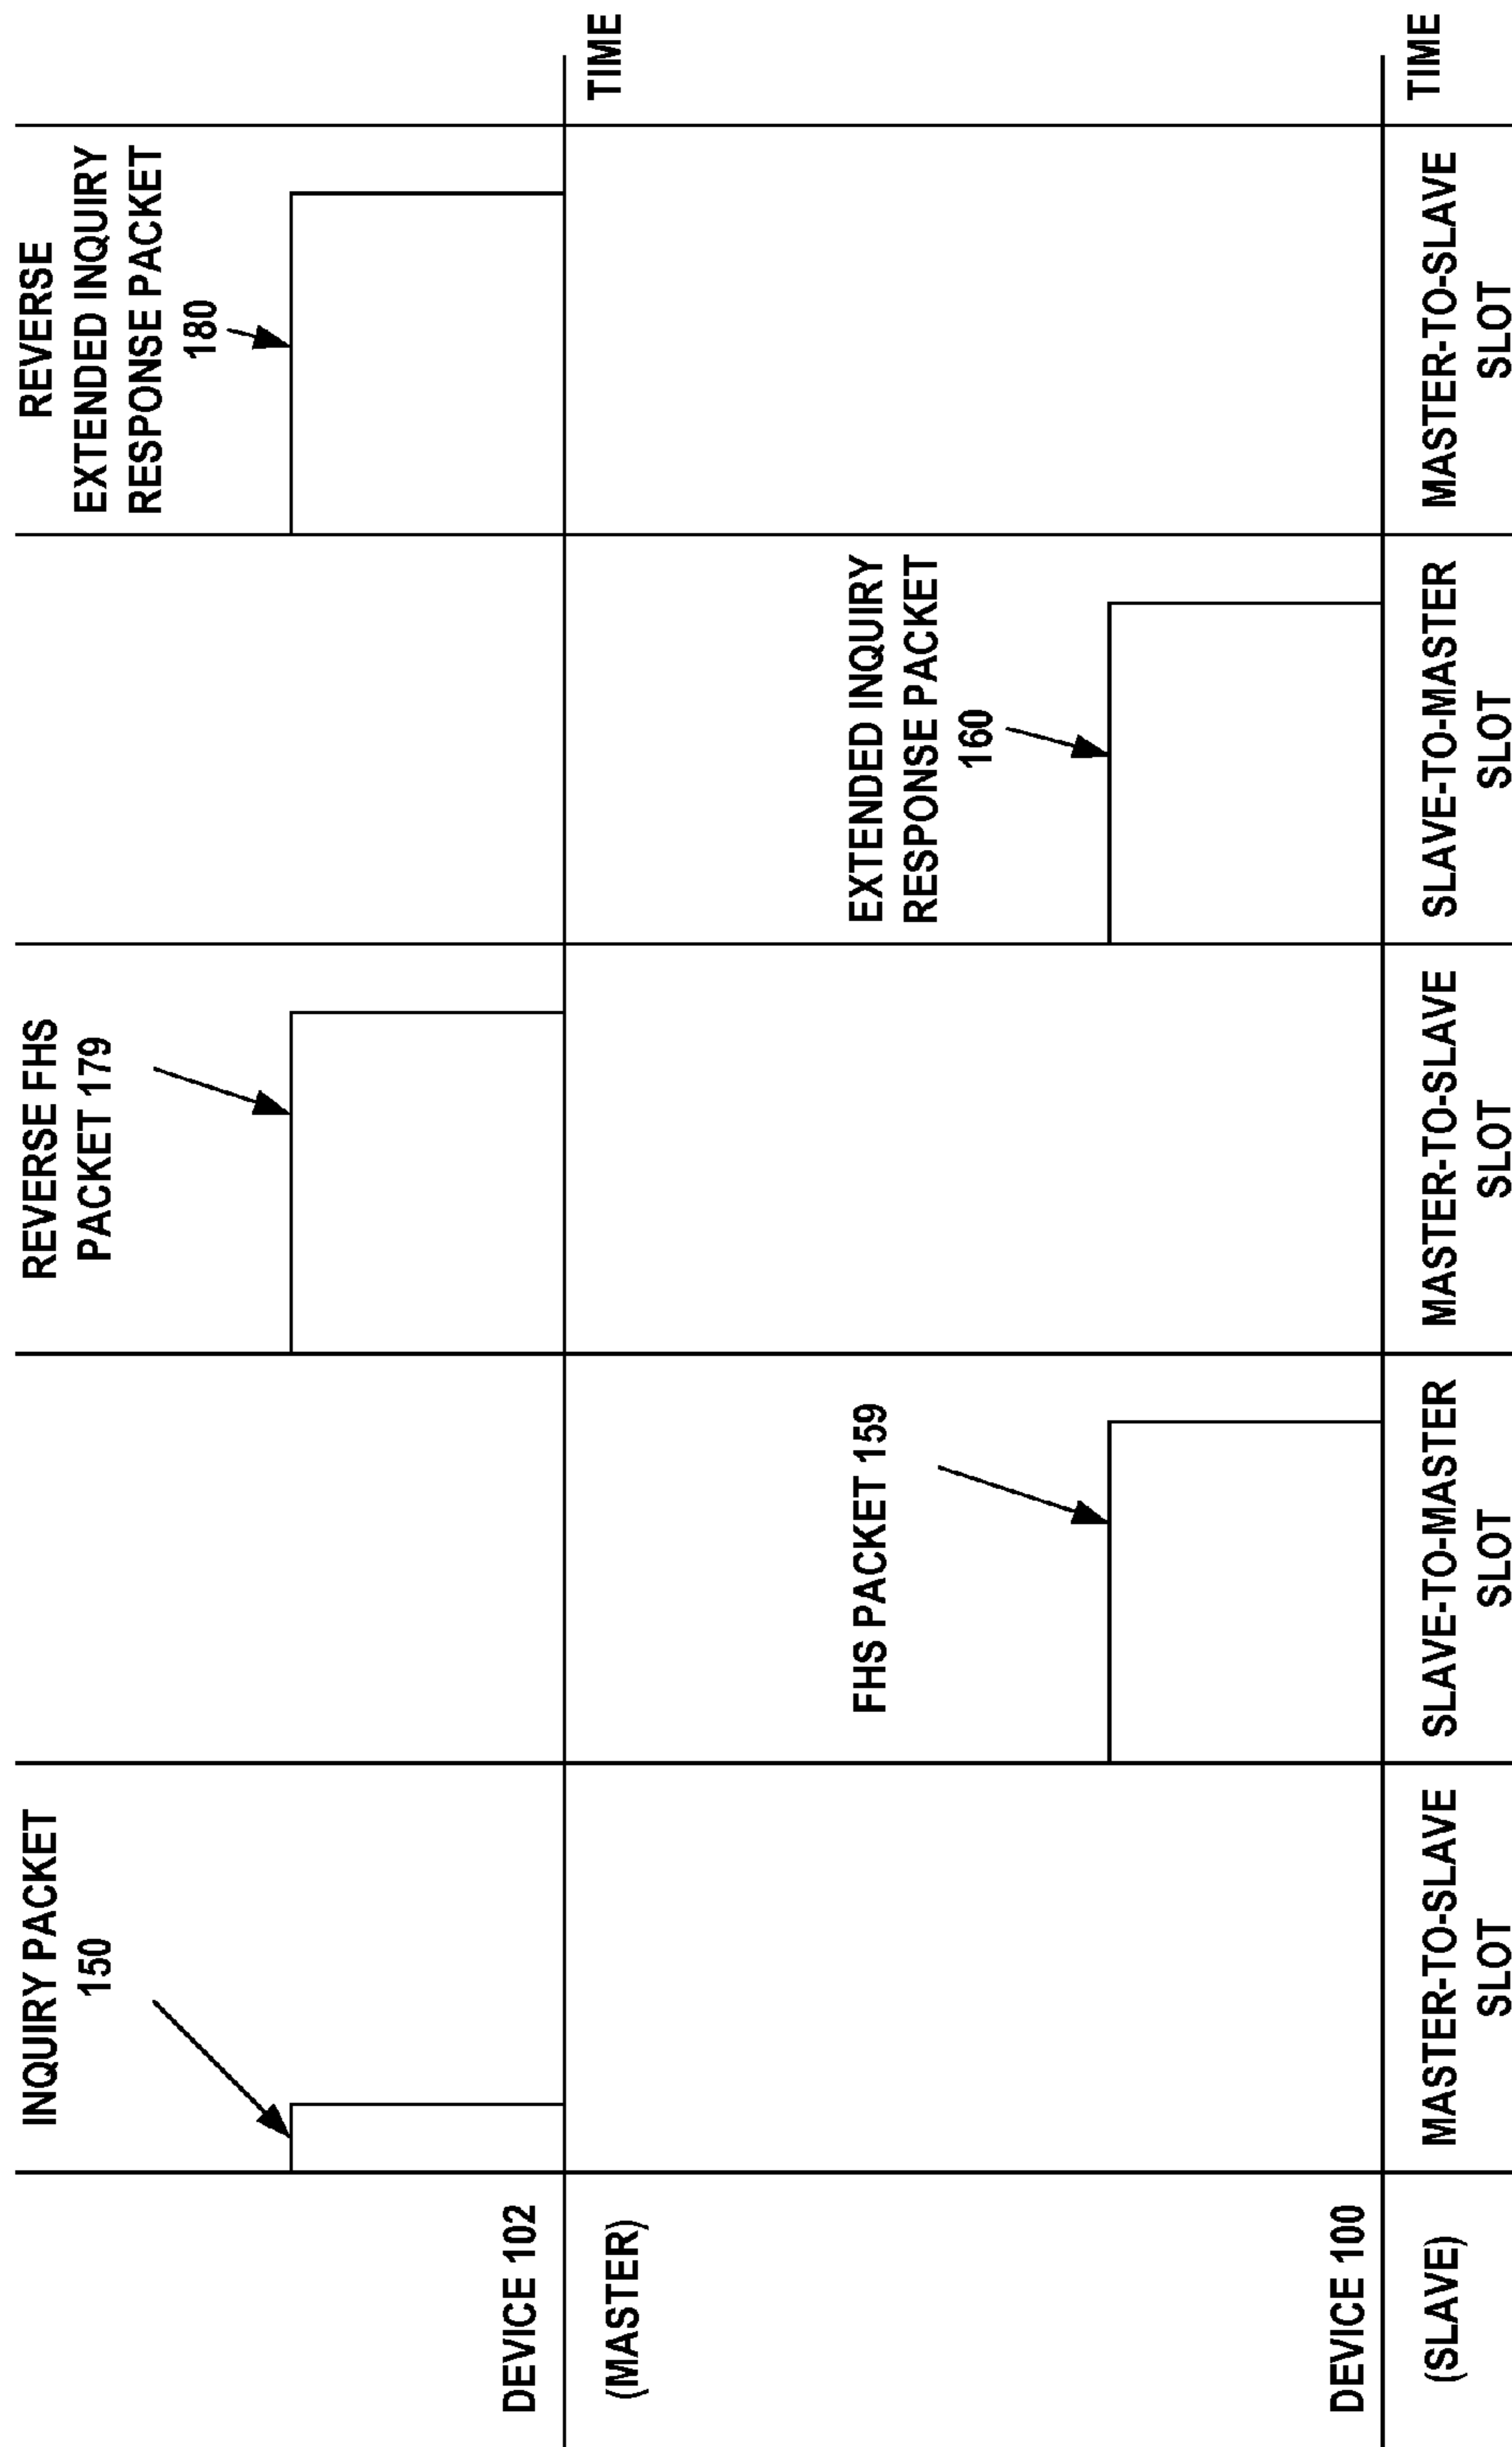 INQUIRY PACKET
150
REVERSE FHS
PACKET 179
REVERSE
EXTENDED INQUIRY
RESPONSE PACKET
180
DEVICE 102
(MASTER)
TIME
FHS PACKET 159
EXTENDED INQUIRY
RESPONSE PACKET
160
DEVICE 100
(SLAVE)
TIME
MASTER-TO-SLAVE
SLOT
SLAVE-TO-MASTER
SLOT
MASTER-TO-SLAVE
SLOT
SLAVE-TO-MASTER
SLOT
MASTER-TO-SLAVE
SLOT